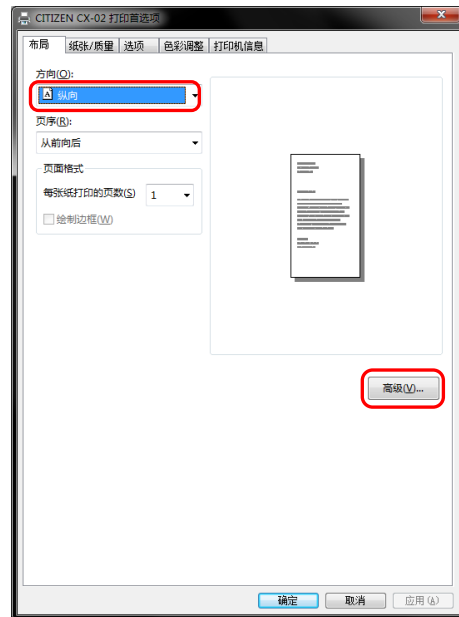 CITIZEN CX-02 打印首选项
布局 纸张/质量 选项 色彩调整 打印机信息
方向(O):
A 纵向
页序(R):
从前向后
页面格式
每张纸打印的页数(S) 1
绘制边框(W)
高级(V)...
确定 取消 应用(A)